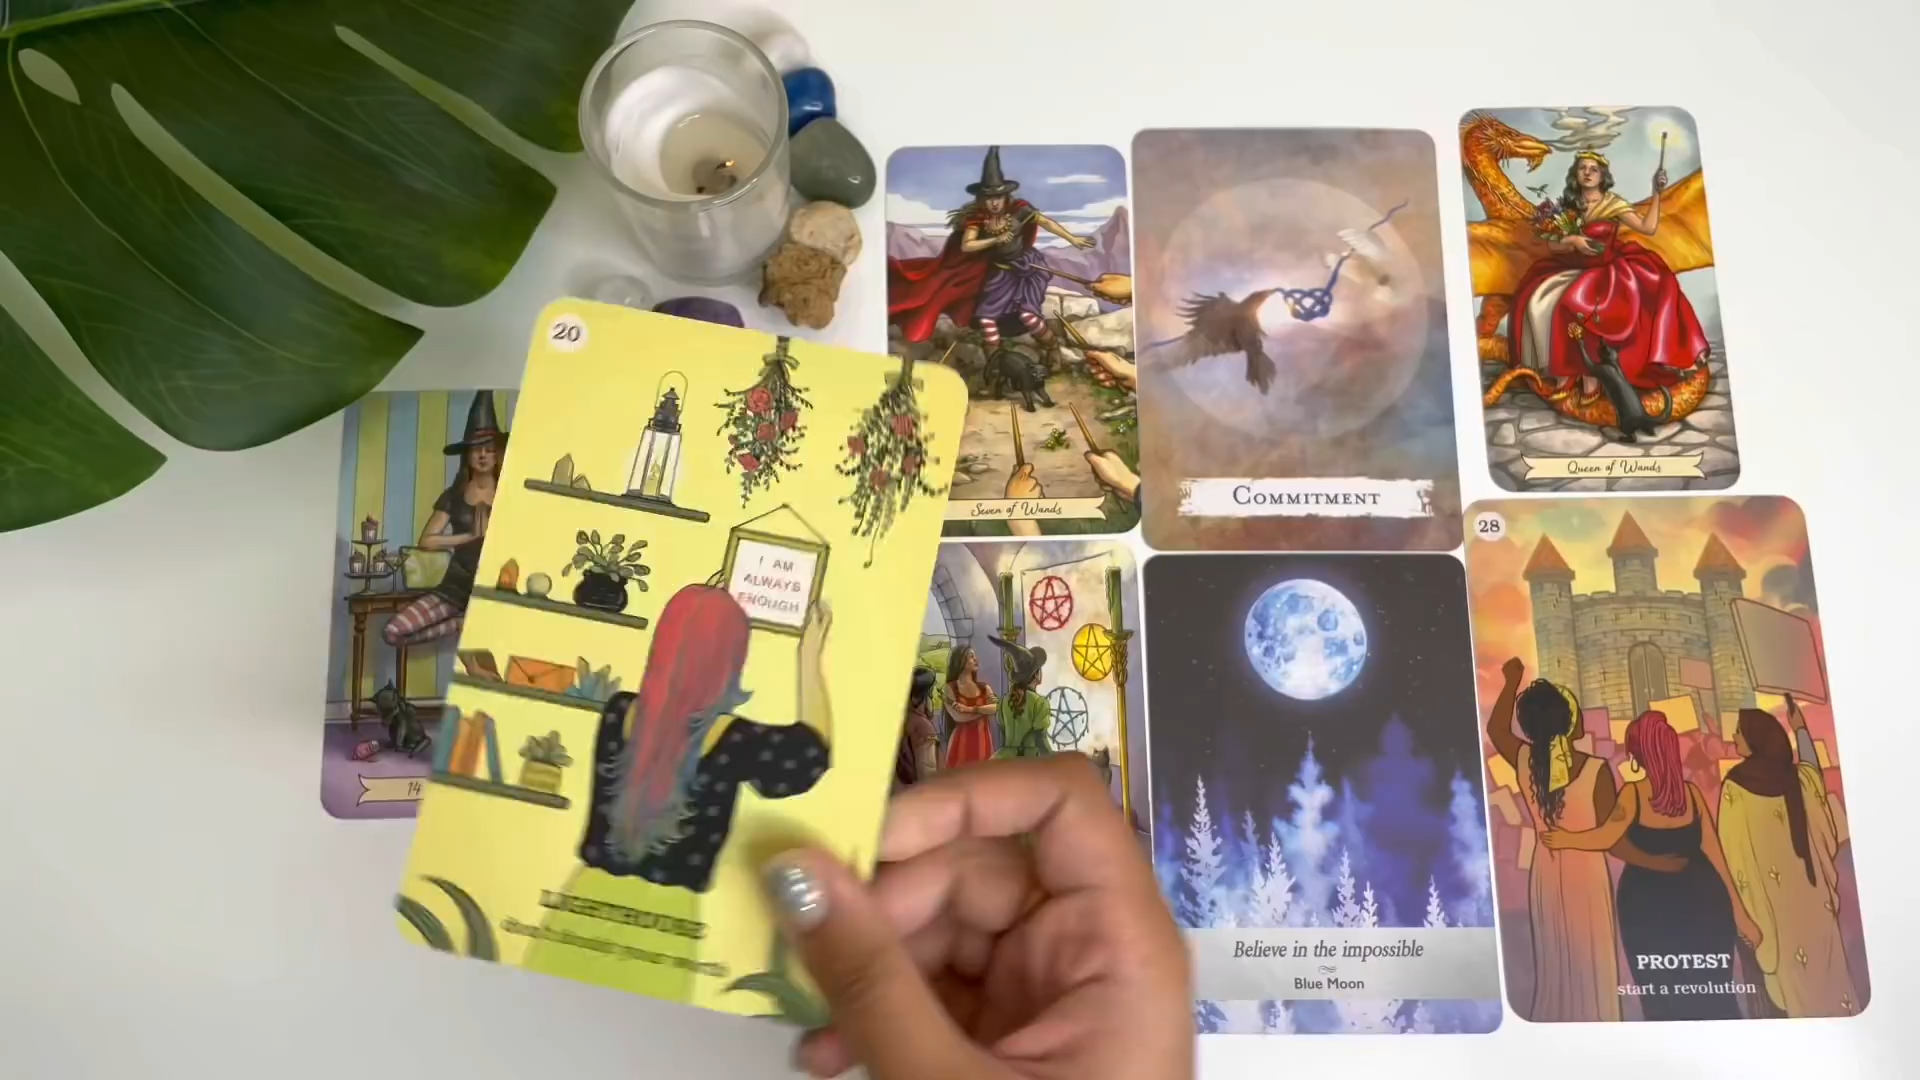 20
I AM
ALWAYS
ENOUGH
14
Seven of Wands
COMMITMENT
Queen of Wands
28
Believe in the impossible
Blue Moon
PROTEST
start a revolution